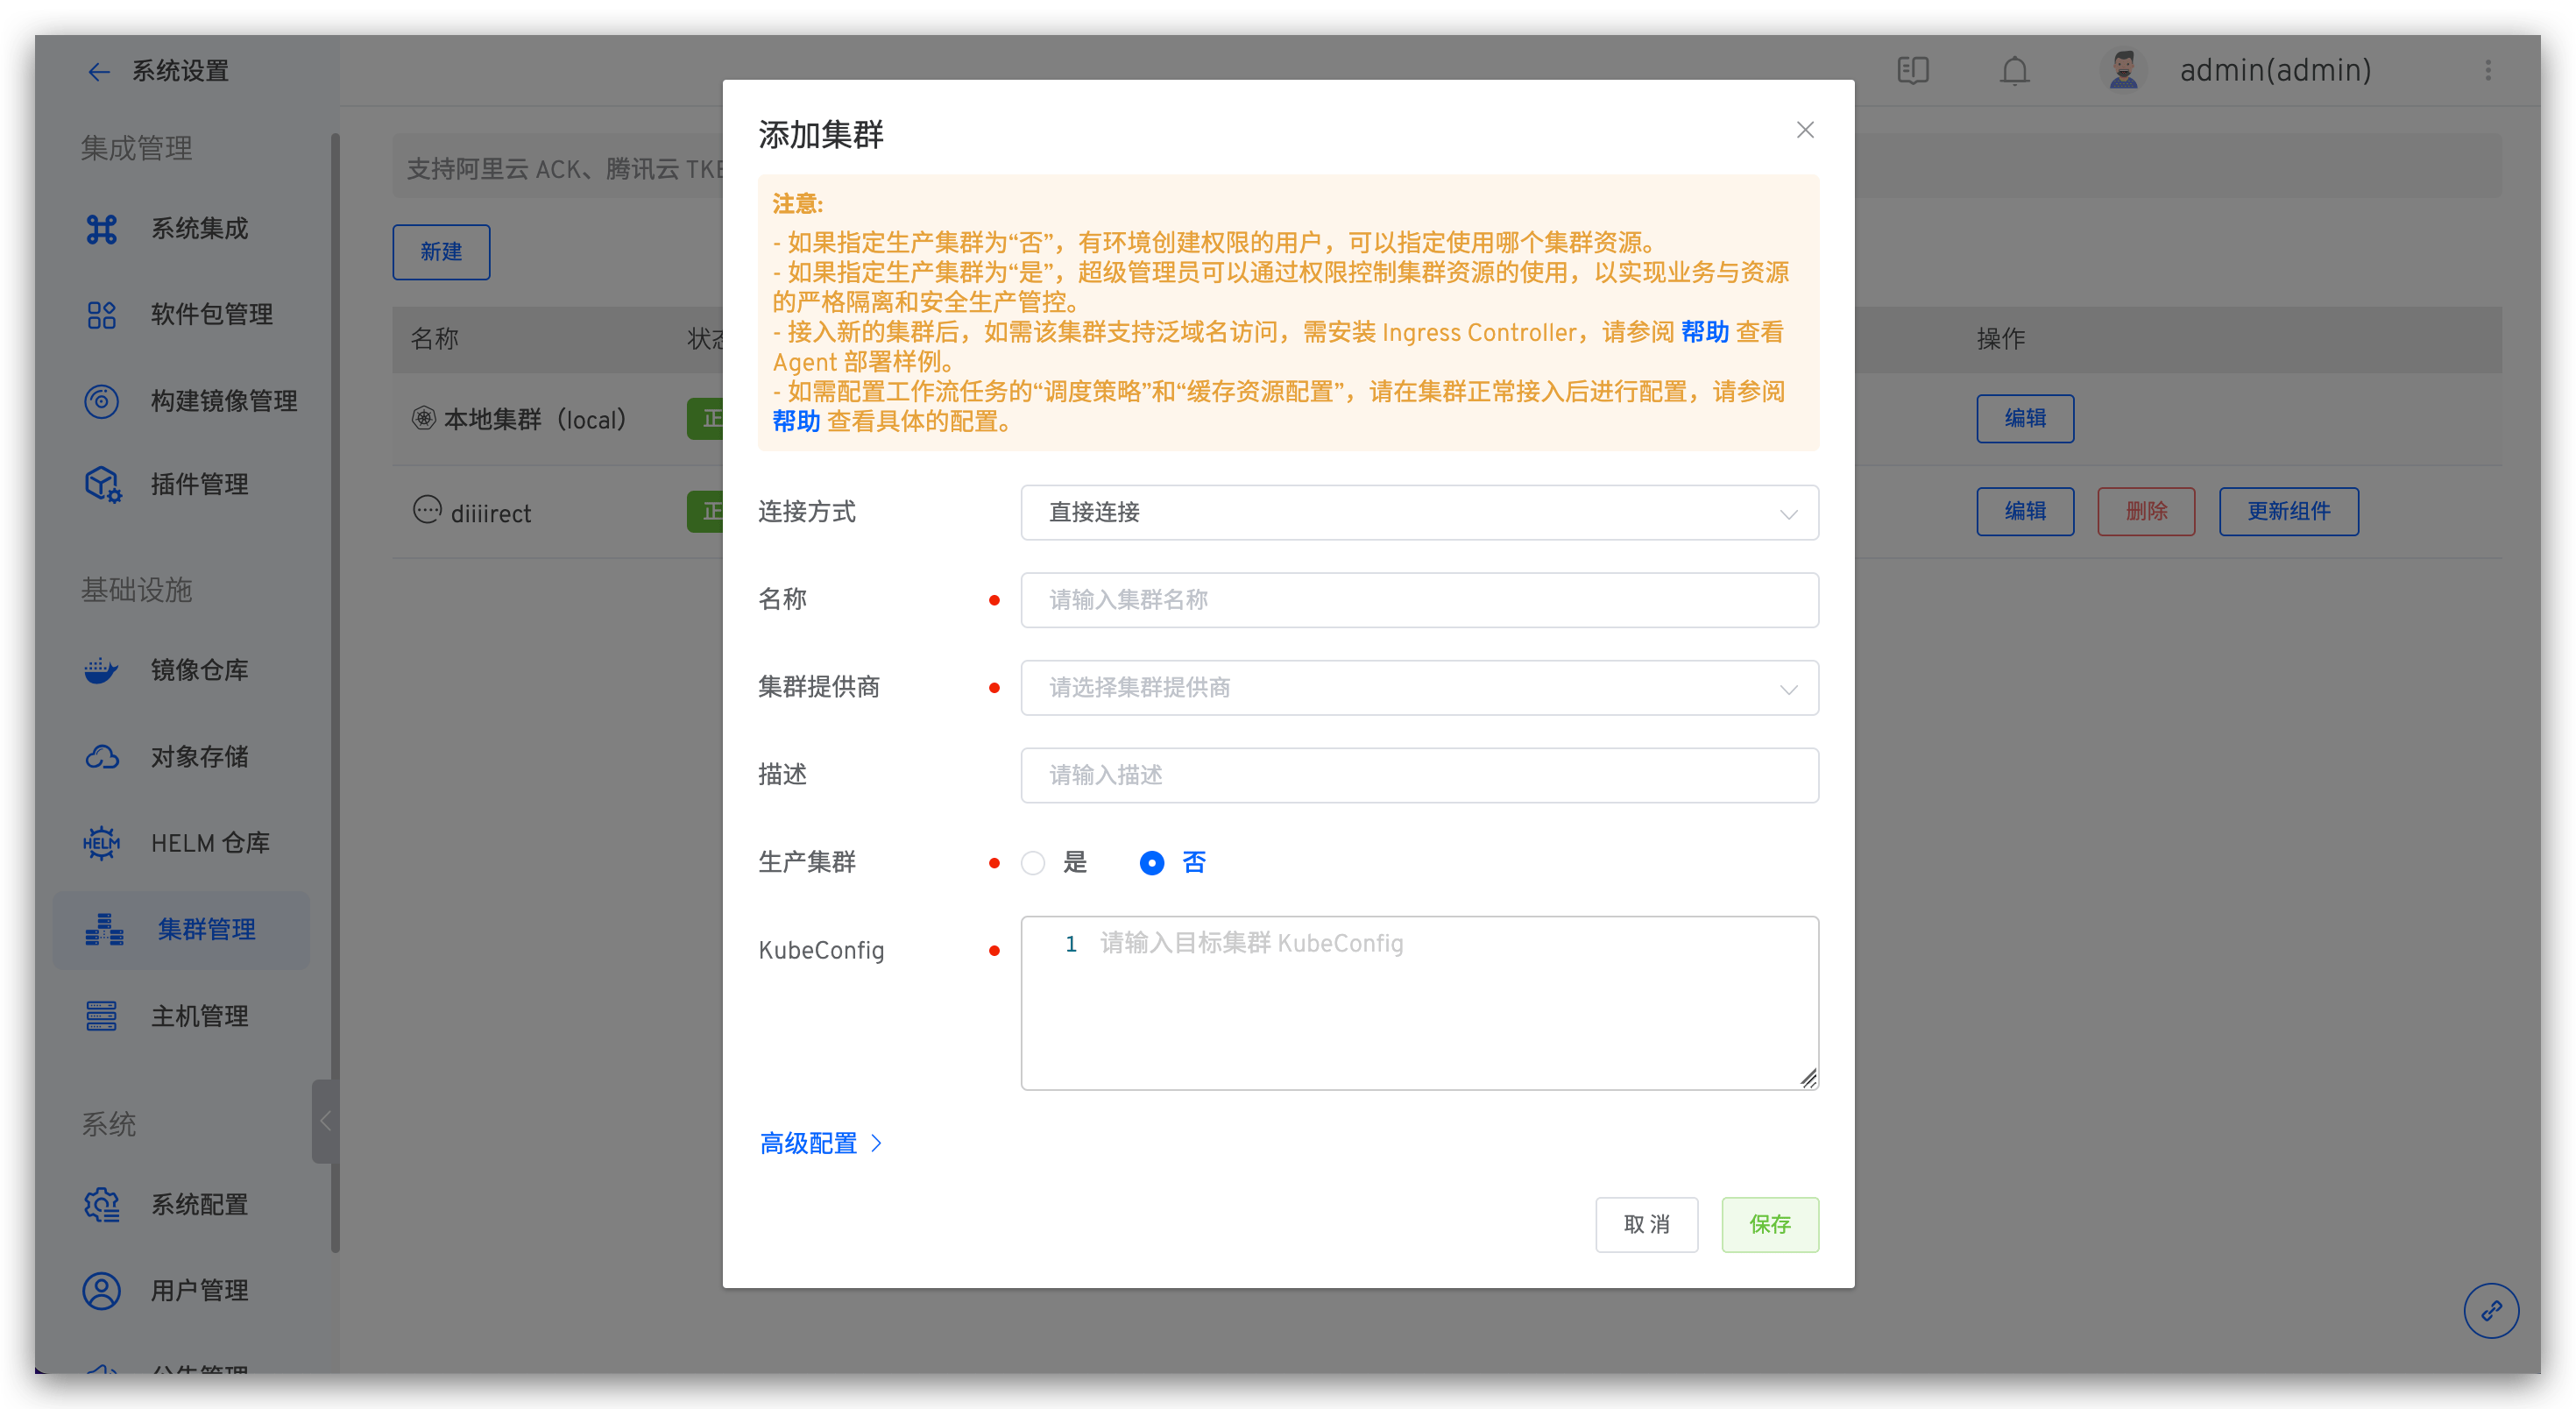 系统设置
admin(admin)
集成管理
系统集成
软件包管理
构建镜像管理
插件管理
基础设施
镜像仓库
对象存储
HELM
HELM 仓库
集群管理
主机管理
系统
系统配置
用户管理
公告管理
支持阿里云 ACK、腾讯云 TKE
新建
名称
状态
操作
本地集群（local）
正
编辑
diiiirect
正
编辑
删除
更新组件
添加集群
注意:
- 如果指定生产集群为“否”，有环境创建权限的用户，可以指定使用哪个集群资源。
- 如果指定生产集群为“是”，超级管理员可以通过权限控制集群资源的使用，以实现业务与资源
的严格隔离和安全生产管控。
- 接入新的集群后，如需该集群支持泛域名访问，需安装 Ingress Controller，请参阅 帮助 查看
Agent 部署样例。
- 如需配置工作流任务的“调度策略”和“缓存资源配置”，请在集群正常接入后进行配置，请参阅
帮助 查看具体的配置。
连接方式
直接连接
名称
请输入集群名称
集群提供商
请选择集群提供商
描述
请输入描述
生产集群
是
否
KubeConfig
1
请输入目标集群 KubeConfig
高级配置
取 消
保存